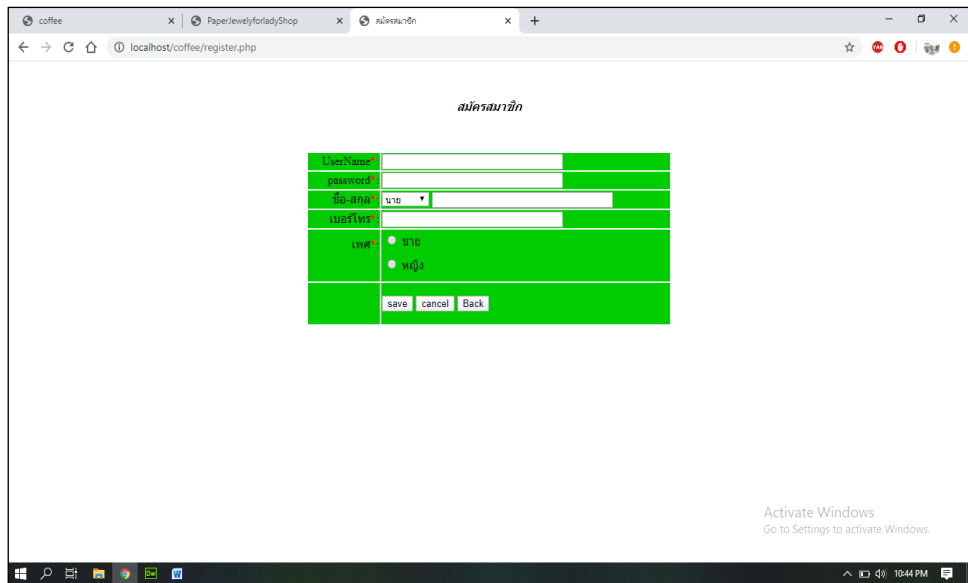 coffee
PaperJewelyforladyShop
สมัครสมาชิก
localhost/coffee/register.php
สมัครสมาชิก
UserName*:
password*:
ชื่อ-สกุล*: นาย
เบอร์โทร*:
เพศ*: ชาย
หญิง
save cancel Back
Activate Windows
Go to Settings to activate Windows.
10:44 PM